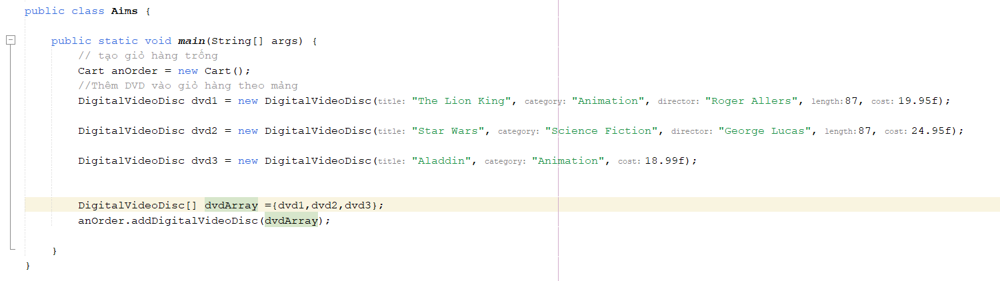 public class Aims {
public static void main(String[] args) {
// tạo giỏ hàng trống
Cart anOrder = new Cart();
//Thêm DVD vào giỏ hàng theo mảng
DigitalVideoDisc dvd1 = new DigitalVideoDisc(title: "The Lion King", category: "Animation", director: "Roger Allers", length: 87, cost: 19.95f);
DigitalVideoDisc dvd2 = new DigitalVideoDisc(title: "Star Wars", category: "Science Fiction", director: "George Lucas", length: 87, cost: 24.95f);
DigitalVideoDisc dvd3 = new DigitalVideoDisc(title: "Aladdin", category: "Animation", cost: 18.99f);
DigitalVideoDisc[] dvdArray ={dvd1,dvd2,dvd3};
anOrder.addDigitalVideoDisc(dvdArray);
}
}